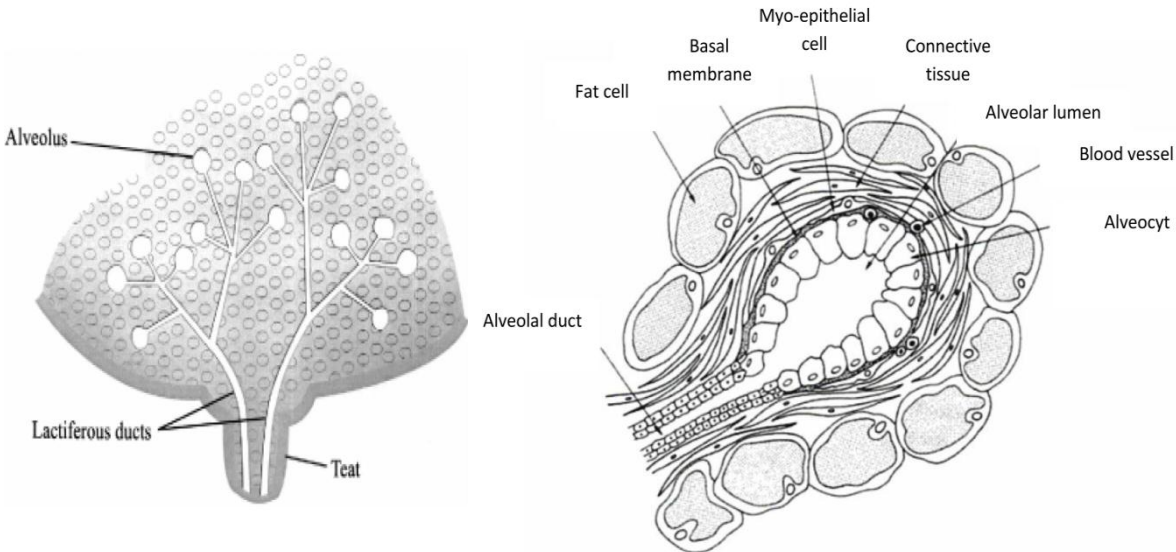 Alveolus
Lactiferous ducts
Teat
Myo-epithelial
cell
Basal
membrane
Connective
tissue
Fat cell
Alveolar lumen
Blood vessel
Alveocyt
Alveolal duct